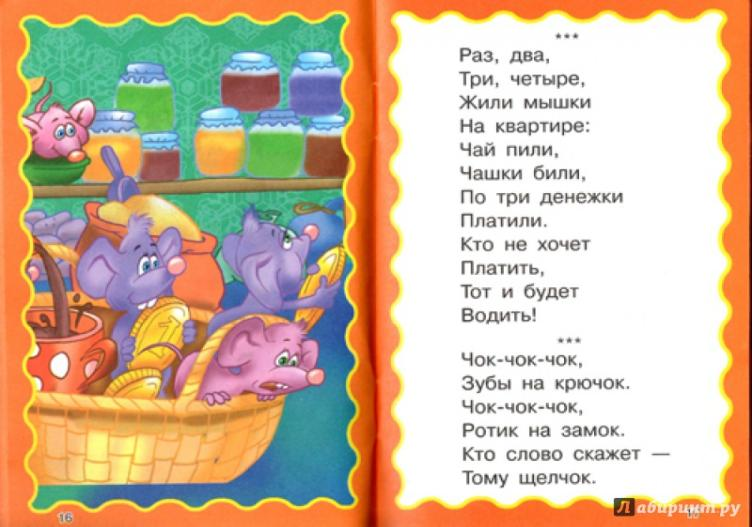 ***
Раз, два,
Три, четыре,
Жили мышки
На квартире:
Чай пили,
Чашки били,
По три денежки
Платили.
Кто не хочет
Платить,
Тот и будет
Водить!
***
Чок-чок-чок,
Зубы на крючок.
Чок-чок-чок,
Ротик на замок.
Кто слово скажет —
Тому щелчок.
16
Лабиринт.ру